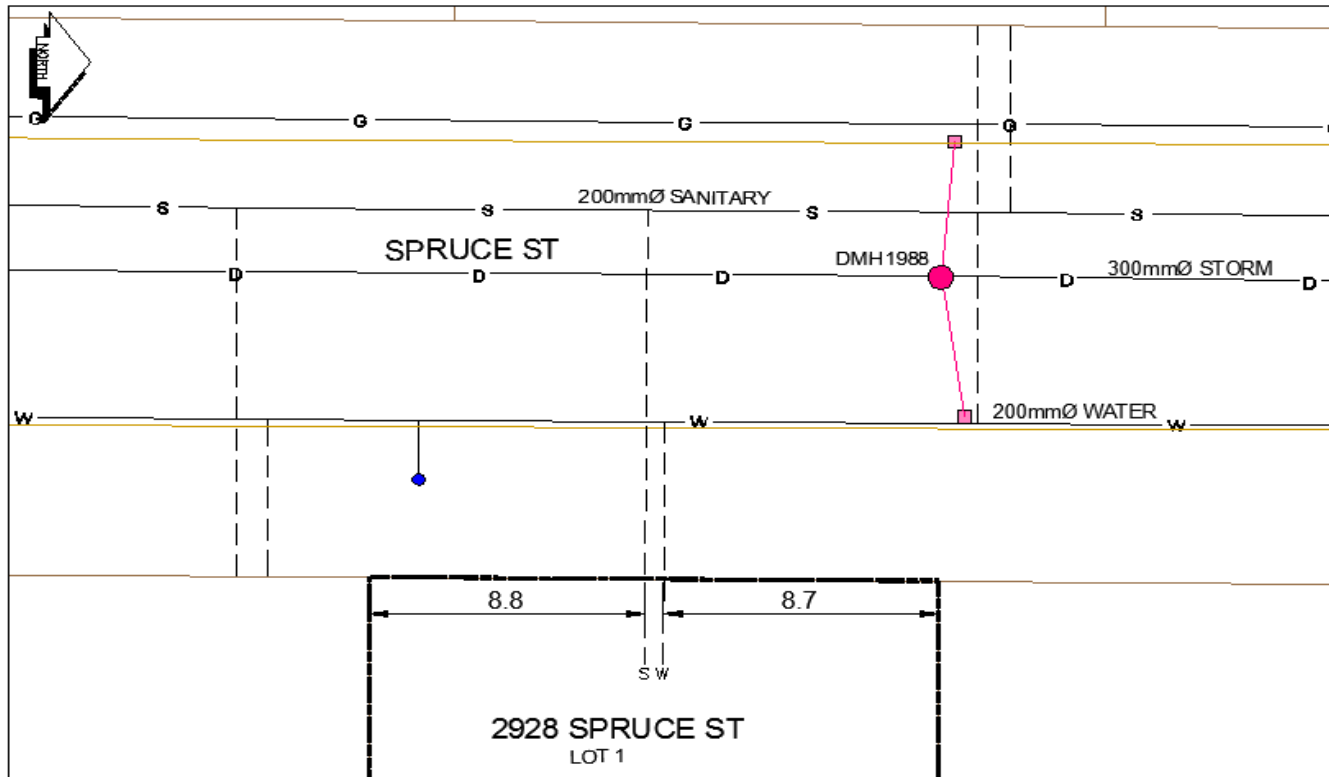 NORTH
G G G G
200mmØ SANITARY
S S S S
SPRUCE ST
DMH1988
300mmØ STORM
D D D D D
200mmØ WATER
W W W
8.8 8.7
S W
2928 SPRUCE ST
LOT 1